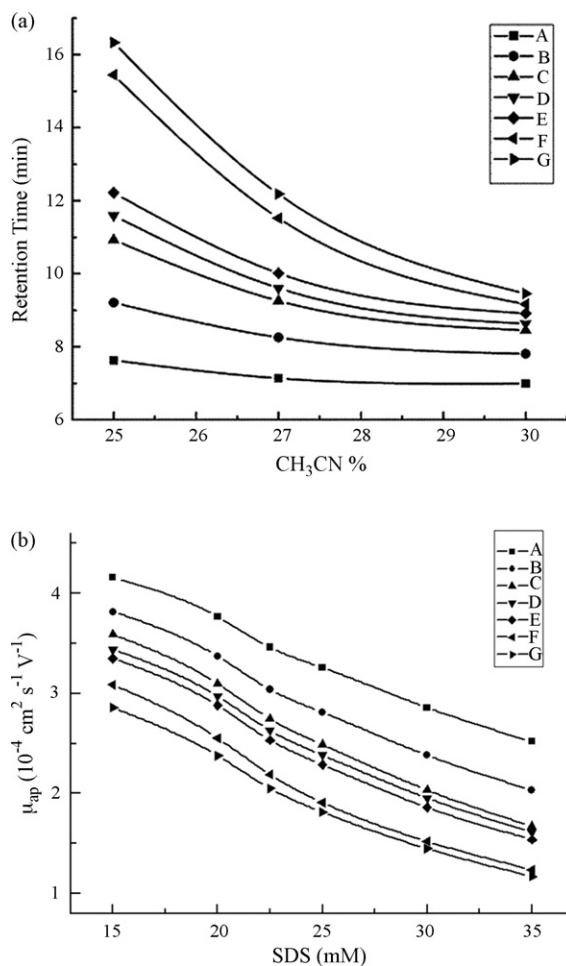 (a)
A
B
C
D
E
F
G
Retention Time (min)
16
14
12
10
8
6
25 26 27 28 29 30
CH₃CN %
(b)
A
B
C
D
E
F
G
μap (10⁻⁴ cm² s⁻¹ V⁻¹)
4
3
2
1
15 20 25 30 35
SDS (mM)